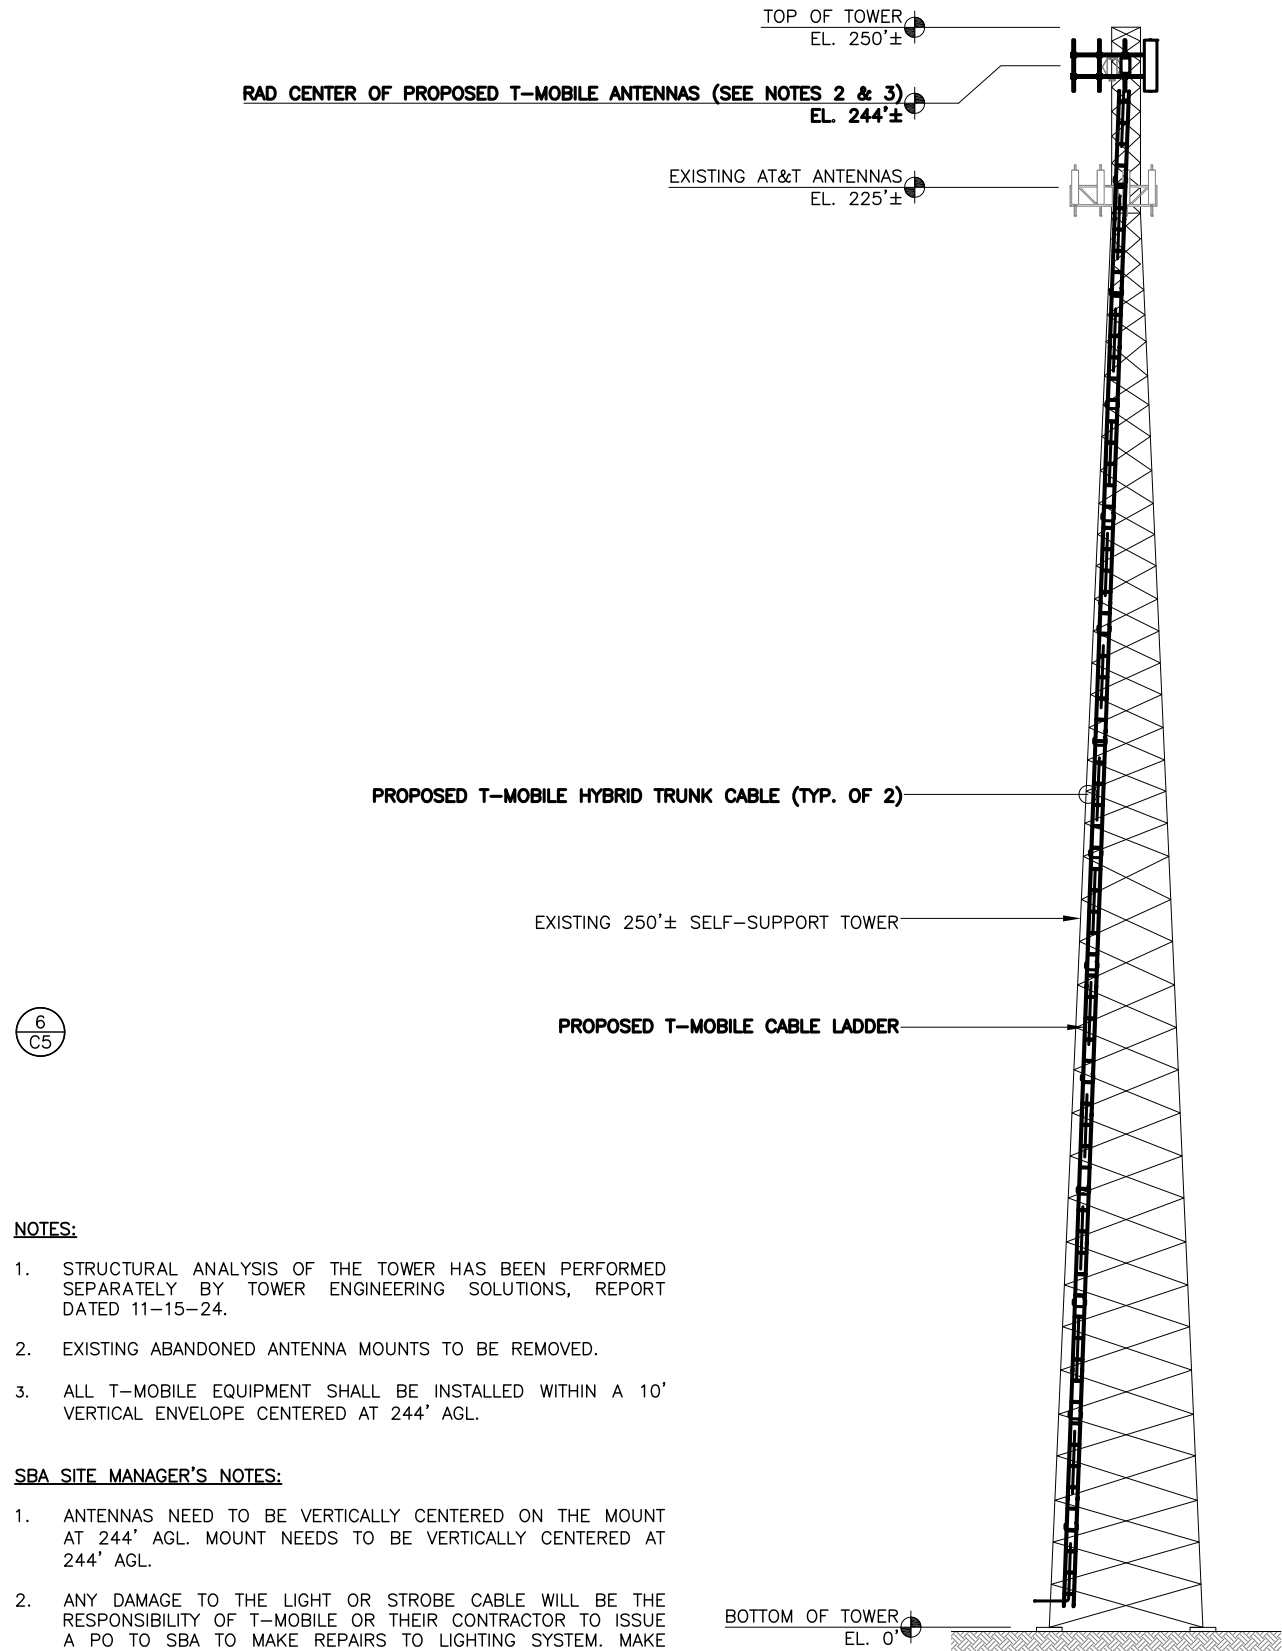 TOP OF TOWER
EL. 250'±
RAD CENTER OF PROPOSED T-MOBILE ANTENNAS (SEE NOTES 2 & 3)
EL. 244'±
EXISTING AT&T ANTENNAS
EL. 225'±
PROPOSED T-MOBILE HYBRID TRUNK CABLE (TYP. OF 2)
EXISTING 250'± SELF-SUPPORT TOWER
6
C5
PROPOSED T-MOBILE CABLE LADDER
NOTES:
1. STRUCTURAL ANALYSIS OF THE TOWER HAS BEEN PERFORMED
SEPARATELY BY TOWER ENGINEERING SOLUTIONS, REPORT
DATED 11-15-24.
2. EXISTING ABANDONED ANTENNA MOUNTS TO BE REMOVED.
3. ALL T-MOBILE EQUIPMENT SHALL BE INSTALLED WITHIN A 10'
VERTICAL ENVELOPE CENTERED AT 244' AGL.
SBA SITE MANAGER'S NOTES:
1. ANTENNAS NEED TO BE VERTICALLY CENTERED ON THE MOUNT
AT 244' AGL. MOUNT NEEDS TO BE VERTICALLY CENTERED AT
244' AGL.
2. ANY DAMAGE TO THE LIGHT OR STROBE CABLE WILL BE THE
RESPONSIBILITY OF T-MOBILE OR THEIR CONTRACTOR TO ISSUE
A PO TO SBA TO MAKE REPAIRS TO LIGHTING SYSTEM. MAKE
BOTTOM OF TOWER
EL. 0'